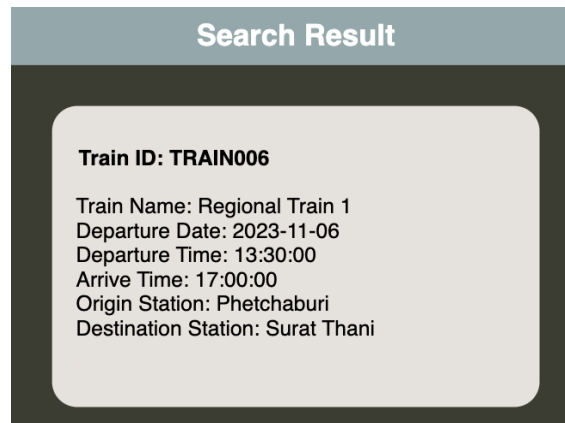 Search Result
Train ID: TRAIN006
Train Name: Regional Train 1
Departure Date: 2023-11-06
Departure Time: 13:30:00
Arrive Time: 17:00:00
Origin Station: Phetchaburi
Destination Station: Surat Thani